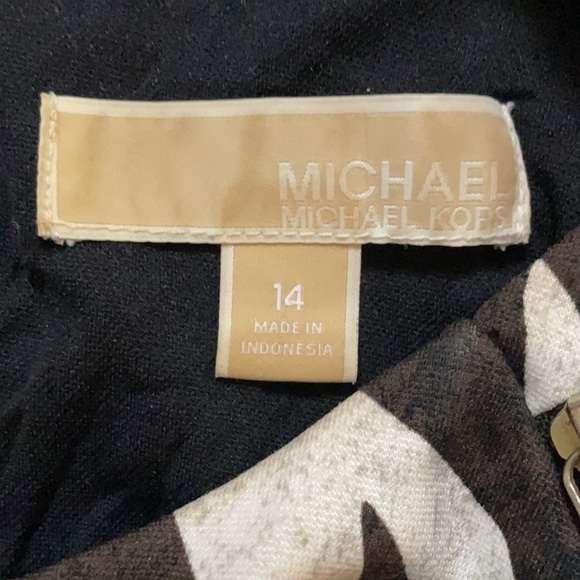 MICHAEL
MICHAEL KORS
14
MADE IN
INDONESIA